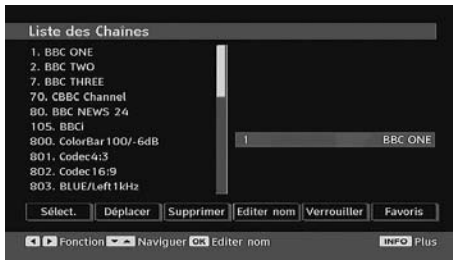 Liste des Chaînes
1. BBC ONE
2. BBC TWO
7. BBC THREE
70. CBBC Channel
80. BBC NEWS 24
105. BBCi
800. ColorBar100/-6dB
801. Codec4:3
802. Codec16:9
803. BLUE/Left1kHz
1 BBC ONE
Sélect. Déplacer Supprimer Editer nom Verrouiller Favoris
Fonction Naviguer OK Editer nom INFO Plus